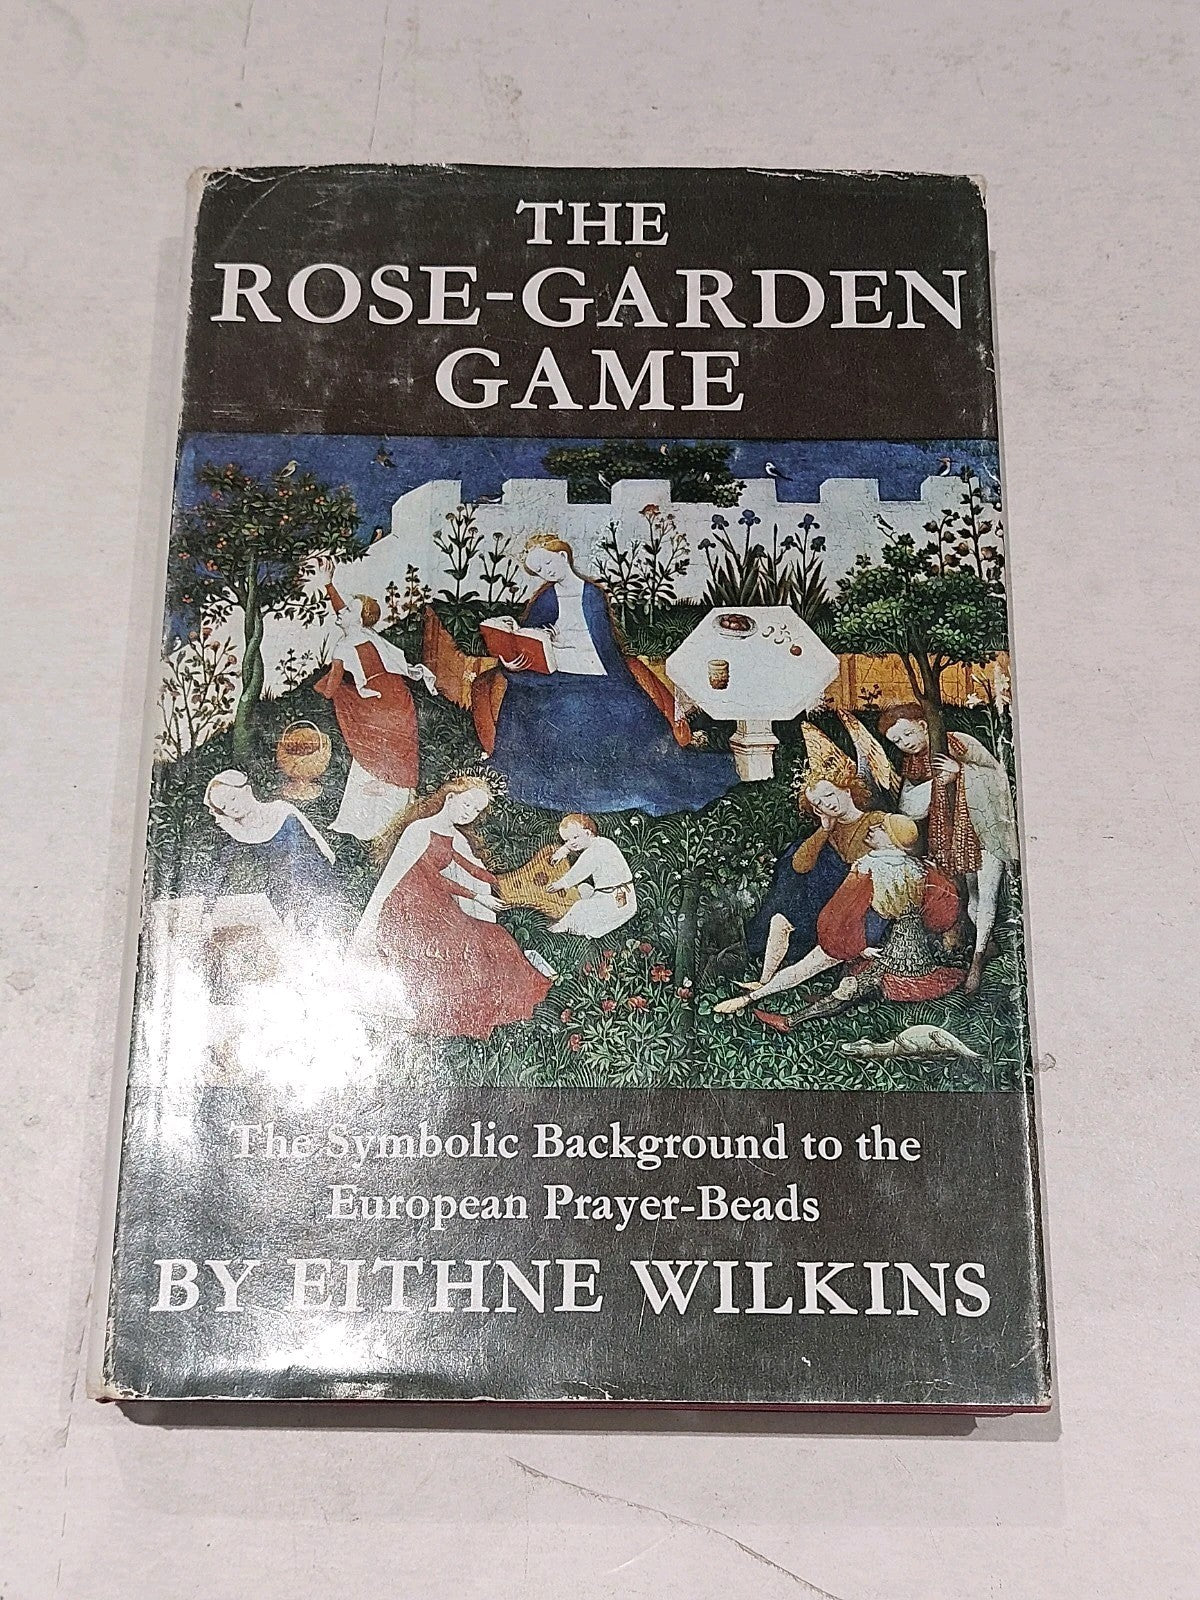 THE
ROSE-GARDEN
GAME
The Symbolic Background to the
European Prayer-Beads
BY EITHNE WILKINS